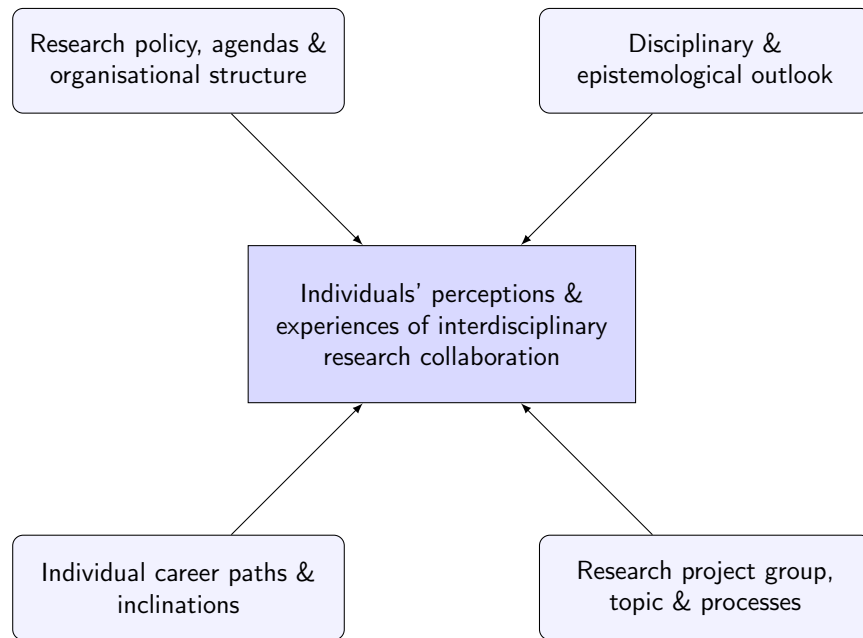 Research policy, agendas &
organisational structure
Disciplinary &
epistemological outlook
Individuals' perceptions &
experiences of interdisciplinary
research collaboration
Individual career paths &
inclinations
Research project group,
topic & processes